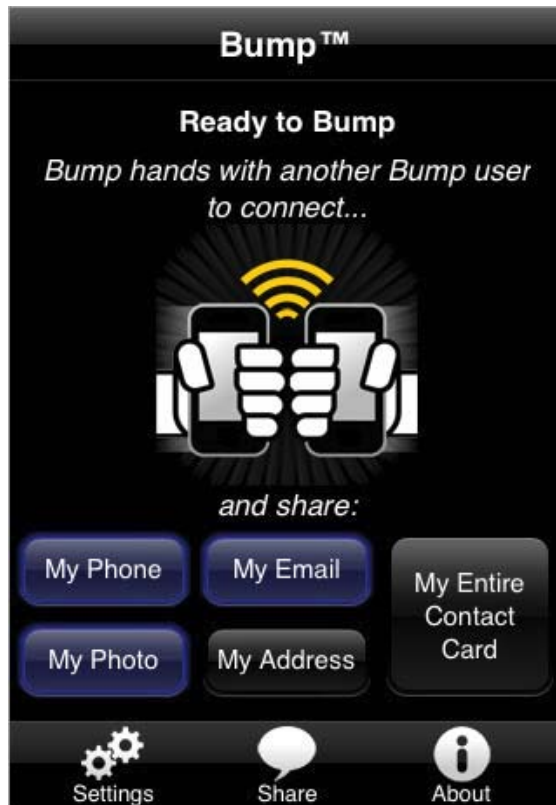 Bump™
Ready to Bump
Bump hands with another Bump user
to connect...
and share:
My Phone
My Email
My Entire
Contact
Card
My Photo
My Address
Settings
Share
About